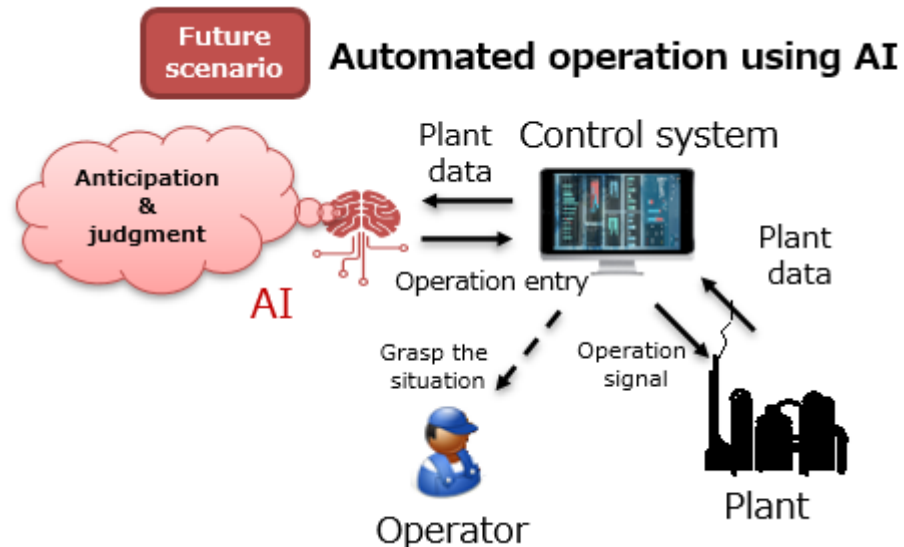 Future
scenario
Automated operation using AI
Anticipation
&
judgment
AI
Plant
data
Control system
Operation entry
Plant
data
Grasp the
situation
Operation
signal
Operator
Plant